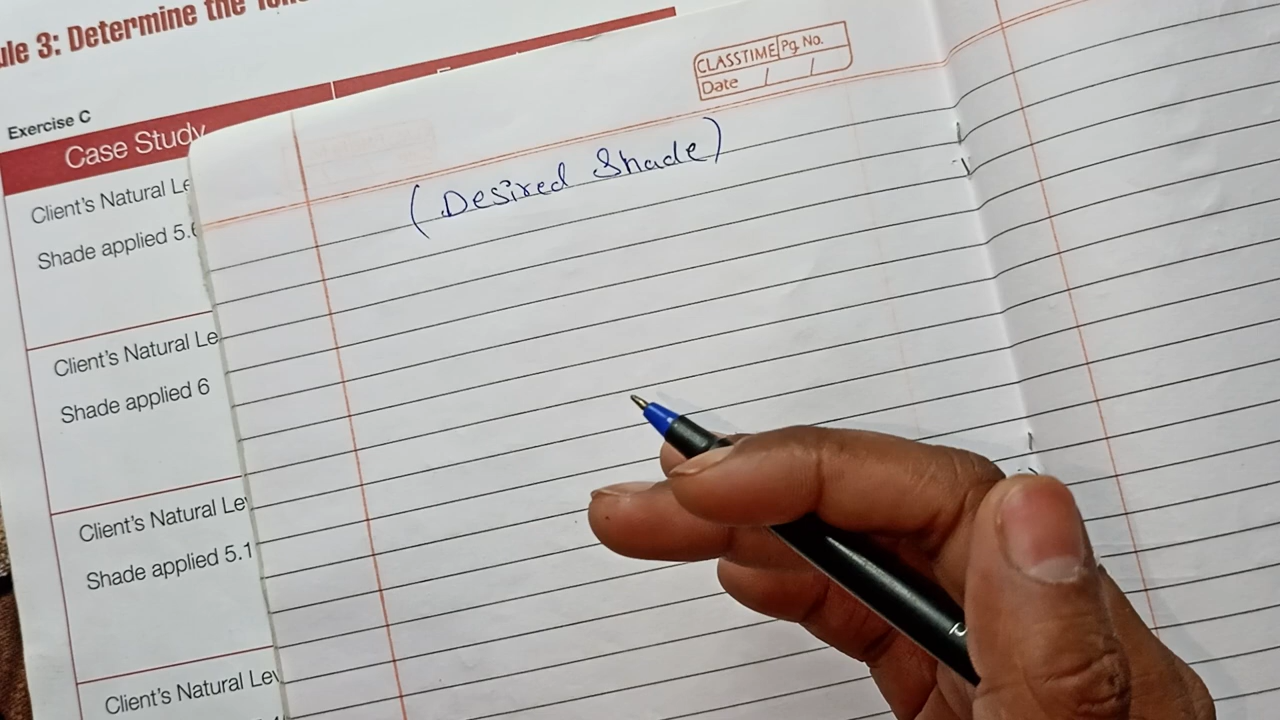 ule 3: Determine the
Exercise C
Case Study
Client's Natural Le
Shade applied 5.
Client's Natural Le
Shade applied 6
Client's Natural Le
Shade applied 5.1
Client's Natural Lev
CLASSTIME Pg. No.
Date / /
(Desired Shade)